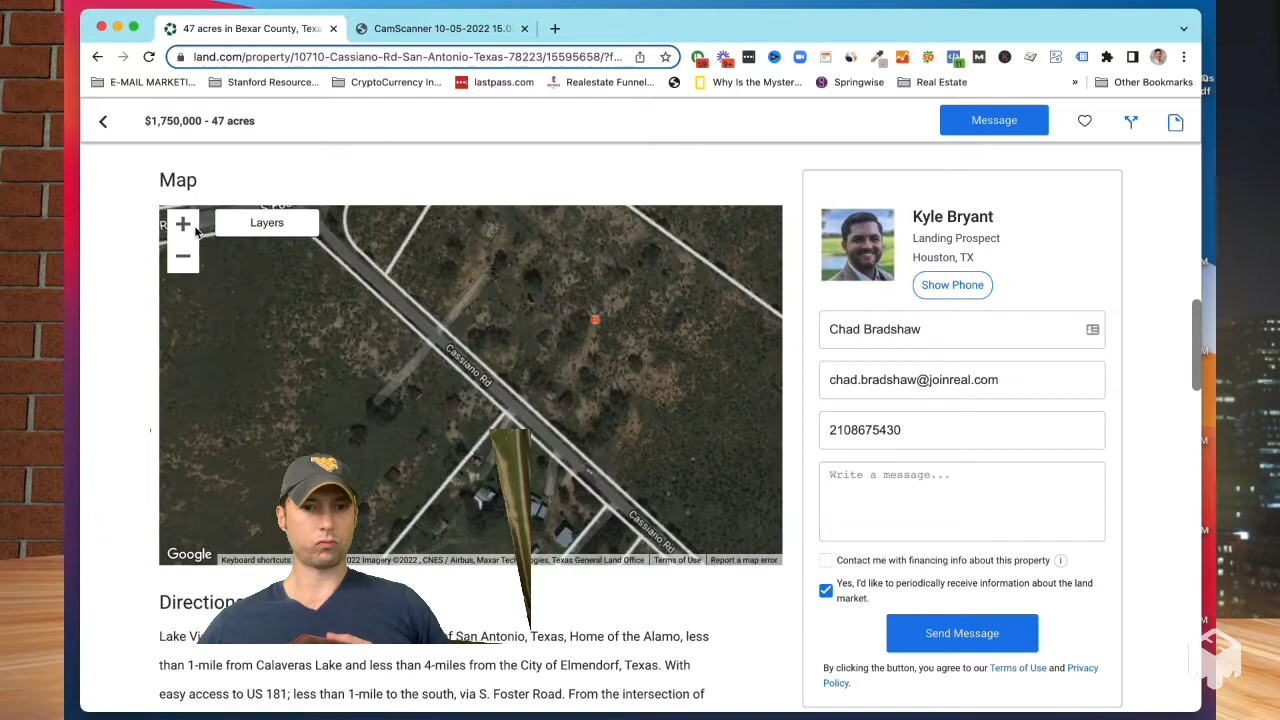 47 acres in Bexar County, Texa
CamScanner 10-05-2022 15.0
land.com/property/10710-Cassiano-Rd-San-Antonio-Texas-78223/15595658/?f...
59
9+
11
E-MAIL MARKETI...
Stanford Resource...
CryptoCurrency In...
lastpass.com
Realestate Funnel...
Why Is the Myster...
Springwise
Real Estate
»
Other Bookmarks
$1,750,000 - 47 acres
Message
Map
Layers
Cassiano Rd
Cassiano Rd
Google
Keyboard shortcuts
2022 Imagery ©2022 , CNES / Airbus, Maxar Technologies, Texas General Land Office
Terms of Use
Report a map error
Kyle Bryant
Landing Prospect
Houston, TX
Show Phone
Chad Bradshaw
chad.bradshaw@joinreal.com
2108675430
Write a message...
Contact me with financing info about this property
Yes, I'd like to periodically receive information about the land
market.
Send Message
By clicking the button, you agree to our Terms of Use and Privacy
Policy.
Directions
Lake Vi of San Antonio, Texas, Home of the Alamo, less
than 1-mile from Calaveras Lake and less than 4-miles from the City of Elmendorf, Texas. With
easy access to US 181; less than 1-mile to the south, via S. Foster Road. From the intersection of